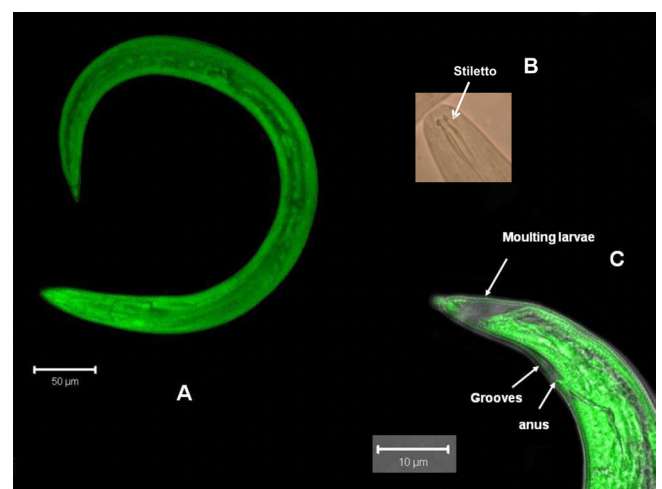 Stiletto
B
Moulting larvae
C
50 µm
A
Grooves
anus
10 µm